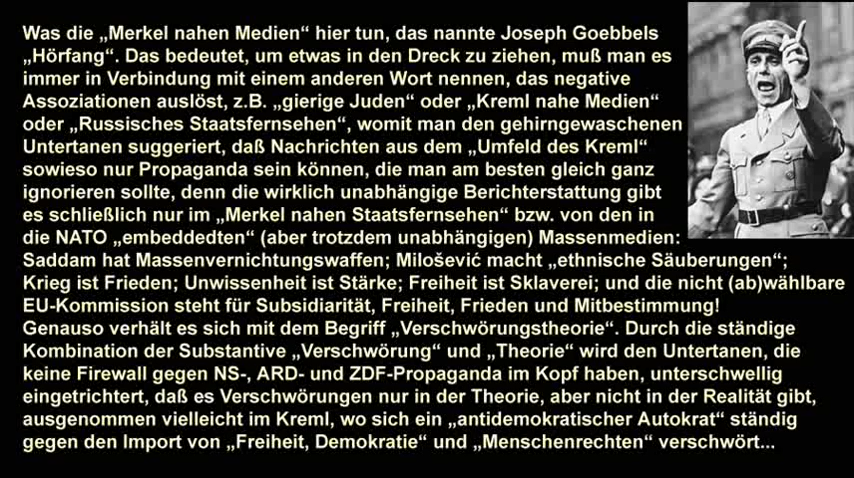 Was die „Merkel nahen Medien“ hier tun, das nannte Joseph Goebbels
„Hörfang“. Das bedeutet, um etwas in den Dreck zu ziehen, muß man es
immer in Verbindung mit einem anderen Wort nennen, das negative
Assoziationen auslöst, z.B. „gierige Juden“ oder „Kreml nahe Medien“
oder „Russisches Staatsfernsehen“, womit man den gehirngewaschenen
Untertanen suggeriert, daß Nachrichten aus dem „Umfeld des Kreml“
sowieso nur Propaganda sein können, die man am besten gleich ganz
ignorieren sollte, denn die wirklich unabhängige Berichterstattung gibt
es schließlich nur im „Merkel nahen Staatsfernsehen“ bzw. von den in
die NATO „embeddedten“ (aber trotzdem unabhängigen) Massenmedien:
Saddam hat Massenvernichtungswaffen; Milošević macht „ethnische Säuberungen“;
Krieg ist Frieden; Unwissenheit ist Stärke; Freiheit ist Sklaverei; und die nicht (ab)wählbare
EU-Kommission steht für Subsidiarität, Freiheit, Frieden und Mitbestimmung!
Genauso verhält es sich mit dem Begriff „Verschwörungstheorie“. Durch die ständige
Kombination der Substantive „Verschwörung“ und „Theorie“ wird den Untertanen, die
keine Firewall gegen NS-, ARD- und ZDF-Propaganda im Kopf haben, unterschwellig
eingetrichtert, daß es Verschwörungen nur in der Theorie, aber nicht in der Realität gibt,
ausgenommen vielleicht im Kreml, wo sich ein „antidemokratischer Autokrat“ ständig
gegen den Import von „Freiheit, Demokratie“ und „Menschenrechten“ verschwört...